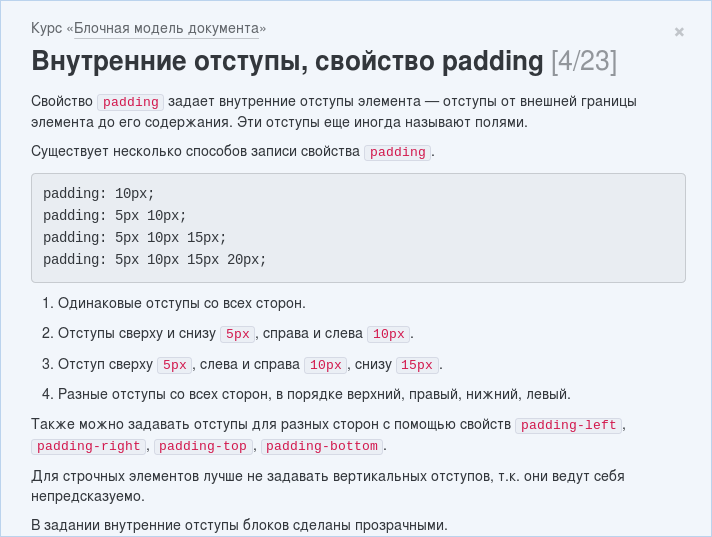 Курс «Блочная модель документа»
×
Внутренние отступы, свойство padding [4/23]
Свойство padding задает внутренние отступы элемента — отступы от внешней границы
элемента до его содержания. Эти отступы еще иногда называют полями.
Существует несколько способов записи свойства padding.
padding: 10px;
padding: 5px 10px;
padding: 5px 10px 15px;
padding: 5px 10px 15px 20px;
1. Одинаковые отступы со всех сторон.
2. Отступы сверху и снизу 5px, справа и слева 10px.
3. Отступ сверху 5px, слева и справа 10px, снизу 15px.
4. Разные отступы со всех сторон, в порядке верхний, правый, нижний, левый.
Также можно задавать отступы для разных сторон с помощью свойств padding-left,
padding-right, padding-top, padding-bottom.
Для строчных элементов лучше не задавать вертикальных отступов, т.к. они ведут себя
непредсказуемо.
В задании внутренние отступы блоков сделаны прозрачными.